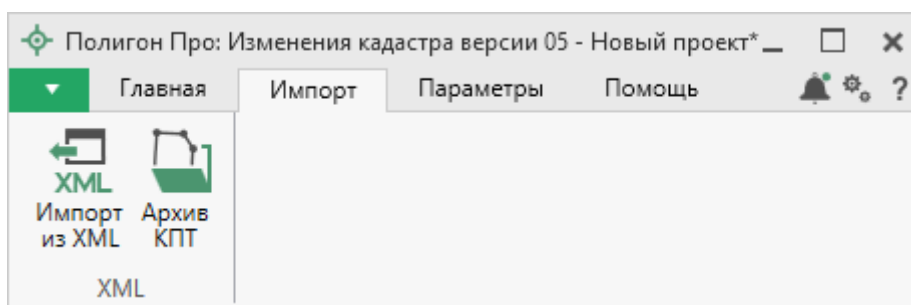 Полигон Про: Изменения кадастра версии 05 - Новый проект*
Главная Импорт Параметры Помощь ?
XML
Импорт из XML
Архив КПТ
XML